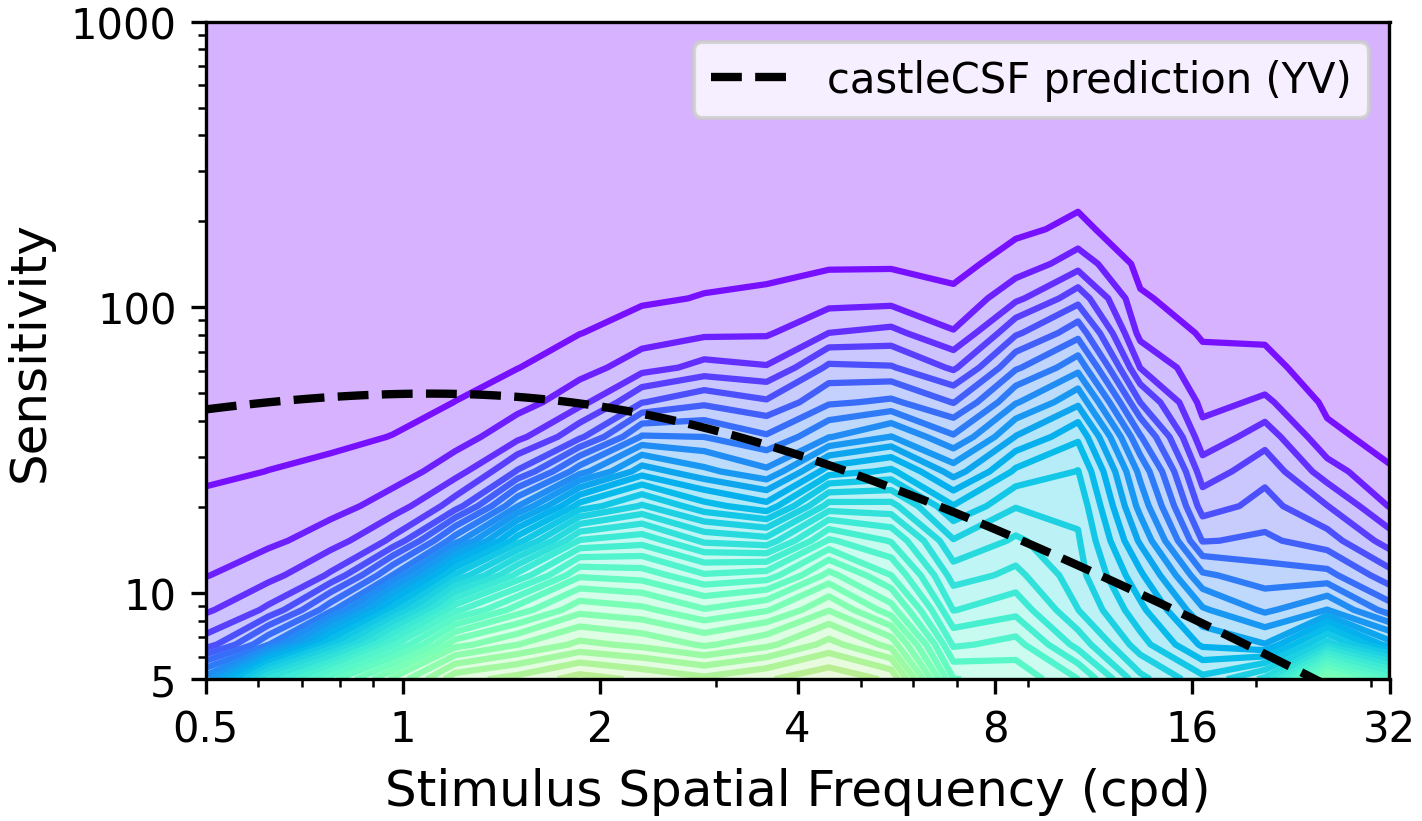 1000
castleCSF prediction (YV)
Sensitivity
100
10
5
0.5 1 2 4 8 16 32
Stimulus Spatial Frequency (cpd)